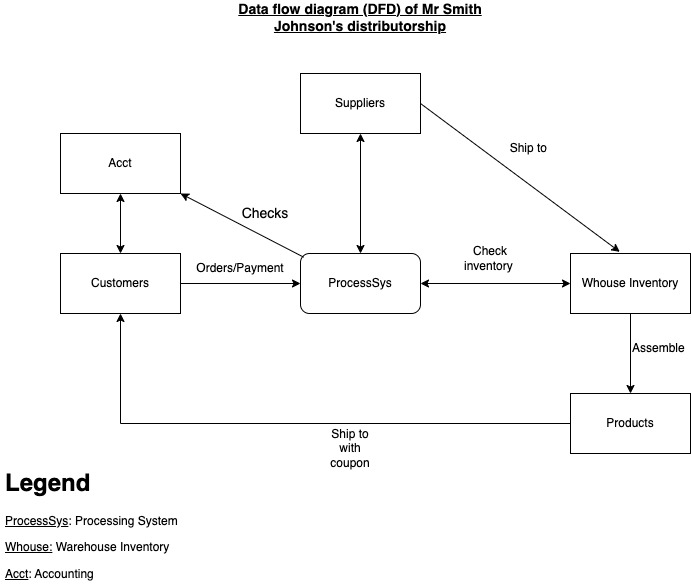 Data flow diagram (DFD) of Mr Smith
Johnson's distributorship
Suppliers
Ship to
Acct
Checks
Check
inventory
Orders/Payment
Customers
ProcessSys
Whouse Inventory
Assemble
Products
Ship to
with
coupon
Legend
ProcessSys: Processing System
Whouse: Warehouse Inventory
Acct: Accounting